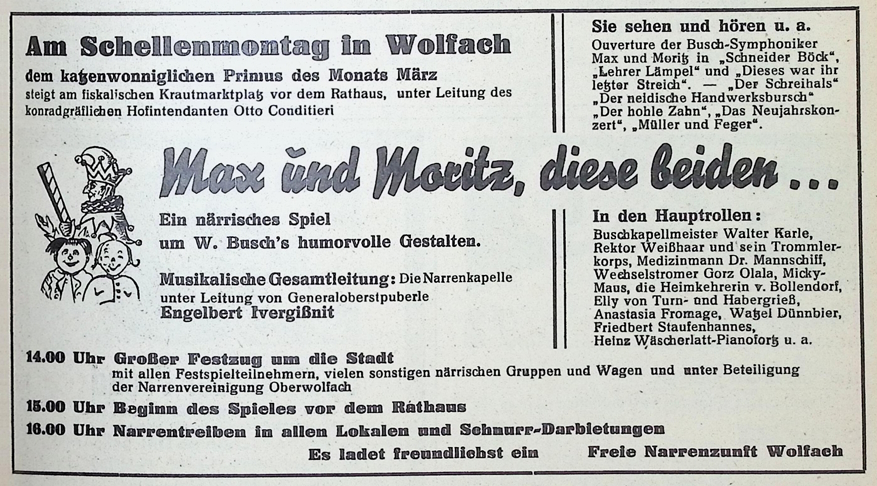 Am Schellenmontag in Wolfach
dem katzenwonniglichen Primus des Monats März
steigt am fiskalischen Krautmarktplatz vor dem Rathaus, unter Leitung des
konradgräflichen Hofintendanten Otto Conditieri
Sie sehen und hören u. a.
Ouverture der Busch-Symphoniker
Max und Moritz in „Schneider Böck“,
„Lehrer Lämpel“ und „Dieses war ihr
letzter Streich“. — „Der Schreihals“
„Der neidische Handwerksbursch“
„Der hohle Zahn“, „Das Neujahrskon-
zert“, „Müller und Feger“.
Max und Moritz, diese beiden ...
Ein närrisches Spiel
um W. Busch's humorvolle Gestalten.
Musikalische Gesamtleitung: Die Narrenkapelle
unter Leitung von Generaloberstpuberle
Engelbert Ivergißnit
In den Hauptrollen:
Buschkapellmeister Walter Karle,
Rektor Weißhaar und sein Trommler-
korps, Medizinmann Dr. Mannschiff,
Wechselstromer Gorz Olala, Micky-
Maus, die Heimkehrerin v. Bollendorf,
Elly von Turn- und Habergrieß,
Anastasia Fromage, Watzel Dünnbier,
Friedbert Staufenhannes,
Heinz Wäscherlatt-Pianofortz u. a.
14.00 Uhr Großer Festzug um die Stadt
mit allen Festspielteilnehmern, vielen sonstigen närrischen Gruppen und Wagen und unter Beteiligung
der Narrenvereinigung Oberwolfach
15.00 Uhr Beginn des Spieles vor dem Rathaus
16.00 Uhr Narrentreiben in allen Lokalen und Schnurr-Darbietungen
Es ladet freundlichst ein Freie Narrenzunft Wolfach